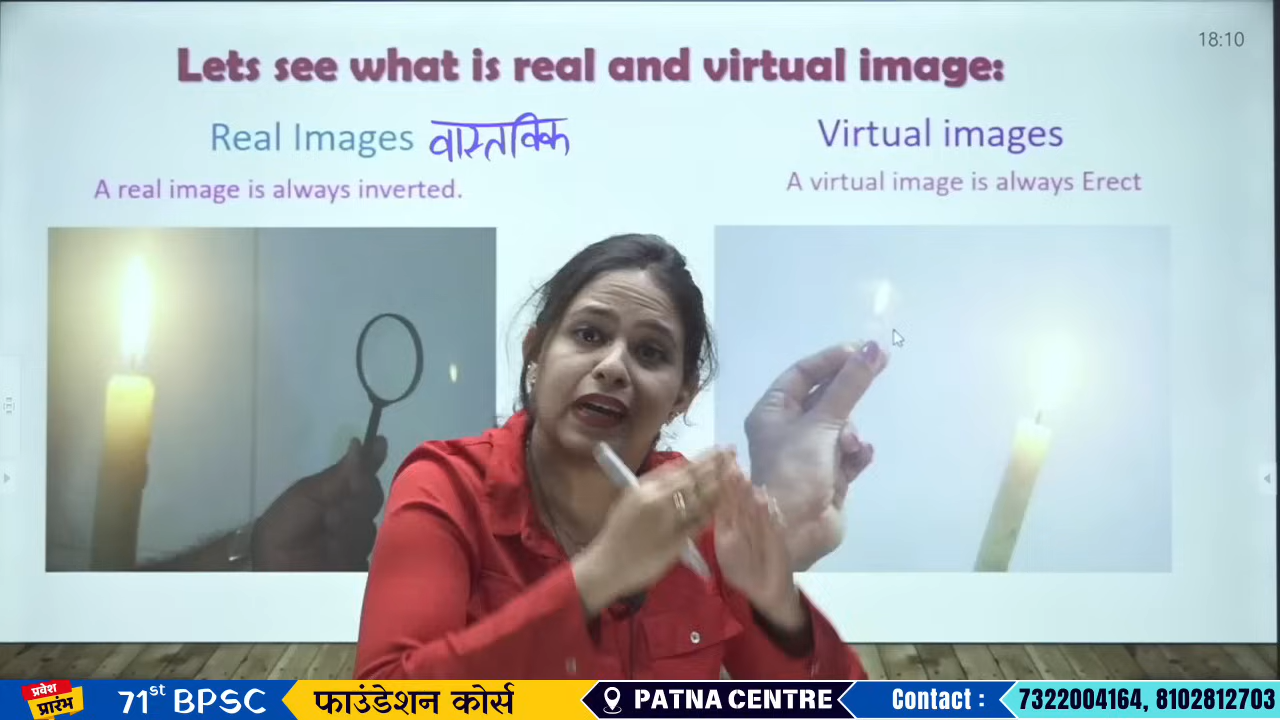 18:10
Lets see what is real and virtual image:
Real Images वास्तविक
A real image is always inverted.
Virtual images
A virtual image is always Erect
प्रवेश
प्रारंभ
71st BPSC
फाउंडेशन कोर्स
PATNA CENTRE
Contact :
7322004164, 8102812703